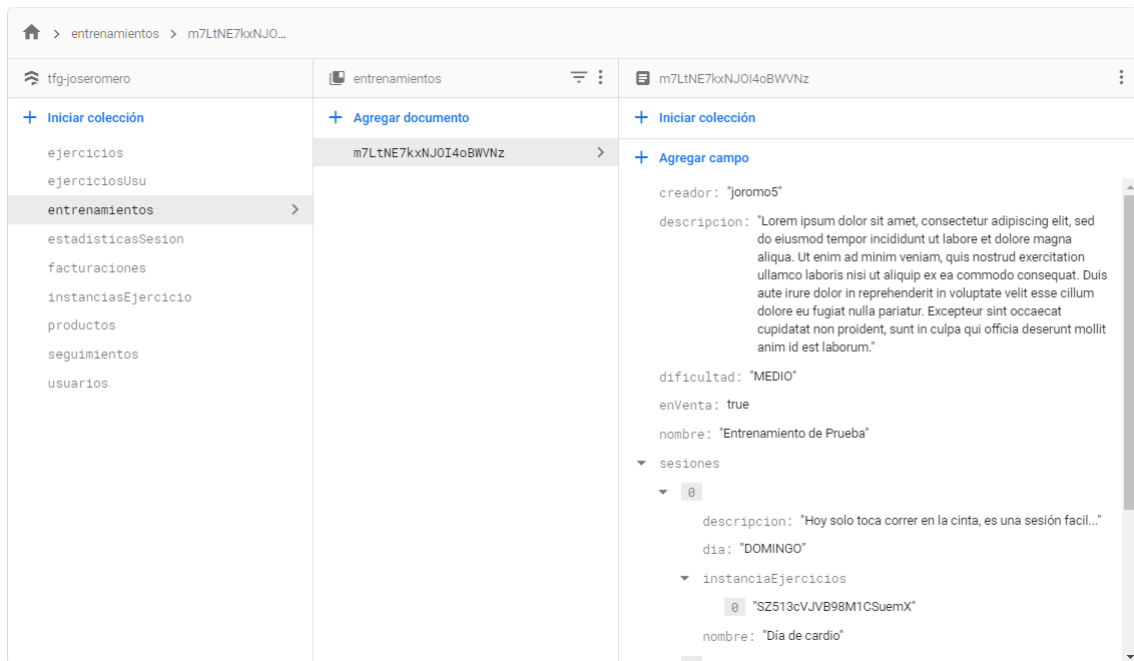 entrenamientos > m7LtNE7kxNJO...
tfg-joseromero
+ Iniciar colección
ejercicios
ejerciciosUsu
entrenamientos
estadisticasSesion
facturaciones
instanciasEjercicio
productos
seguimientos
usuarios
entrenamientos
+ Agregar documento
m7LtNE7kxNJOI4oBWVNz
m7LtNE7kxNJOI4oBWVNz
+ Iniciar colección
+ Agregar campo
creador: "joromo5"
descripcion: "Lorem ipsum dolor sit amet, consectetur adipiscing elit, sed
do eiusmod tempor incididunt ut labore et dolore magna
aliqua. Ut enim ad minim veniam, quis nostrud exercitation
ullamco laboris nisi ut aliquip ex ea commodo consequat. Duis
aute irure dolor in reprehenderit in voluptate velit esse cillum
dolore eu fugiat nulla pariatur. Excepteur sint occaecat
cupidatat non proident, sunt in culpa qui officia deserunt mollit
anim id est laborum."
dificultad: "MEDIO"
enVenta: true
nombre: "Entrenamiento de Prueba"
sesiones
0
descripcion: "Hoy solo toca correr en la cinta, es una sesión facil..."
dia: "DOMINGO"
instanciaEjercicios
0 "SZ513cVJVB98M1CSuemX"
nombre: "Día de cardio"